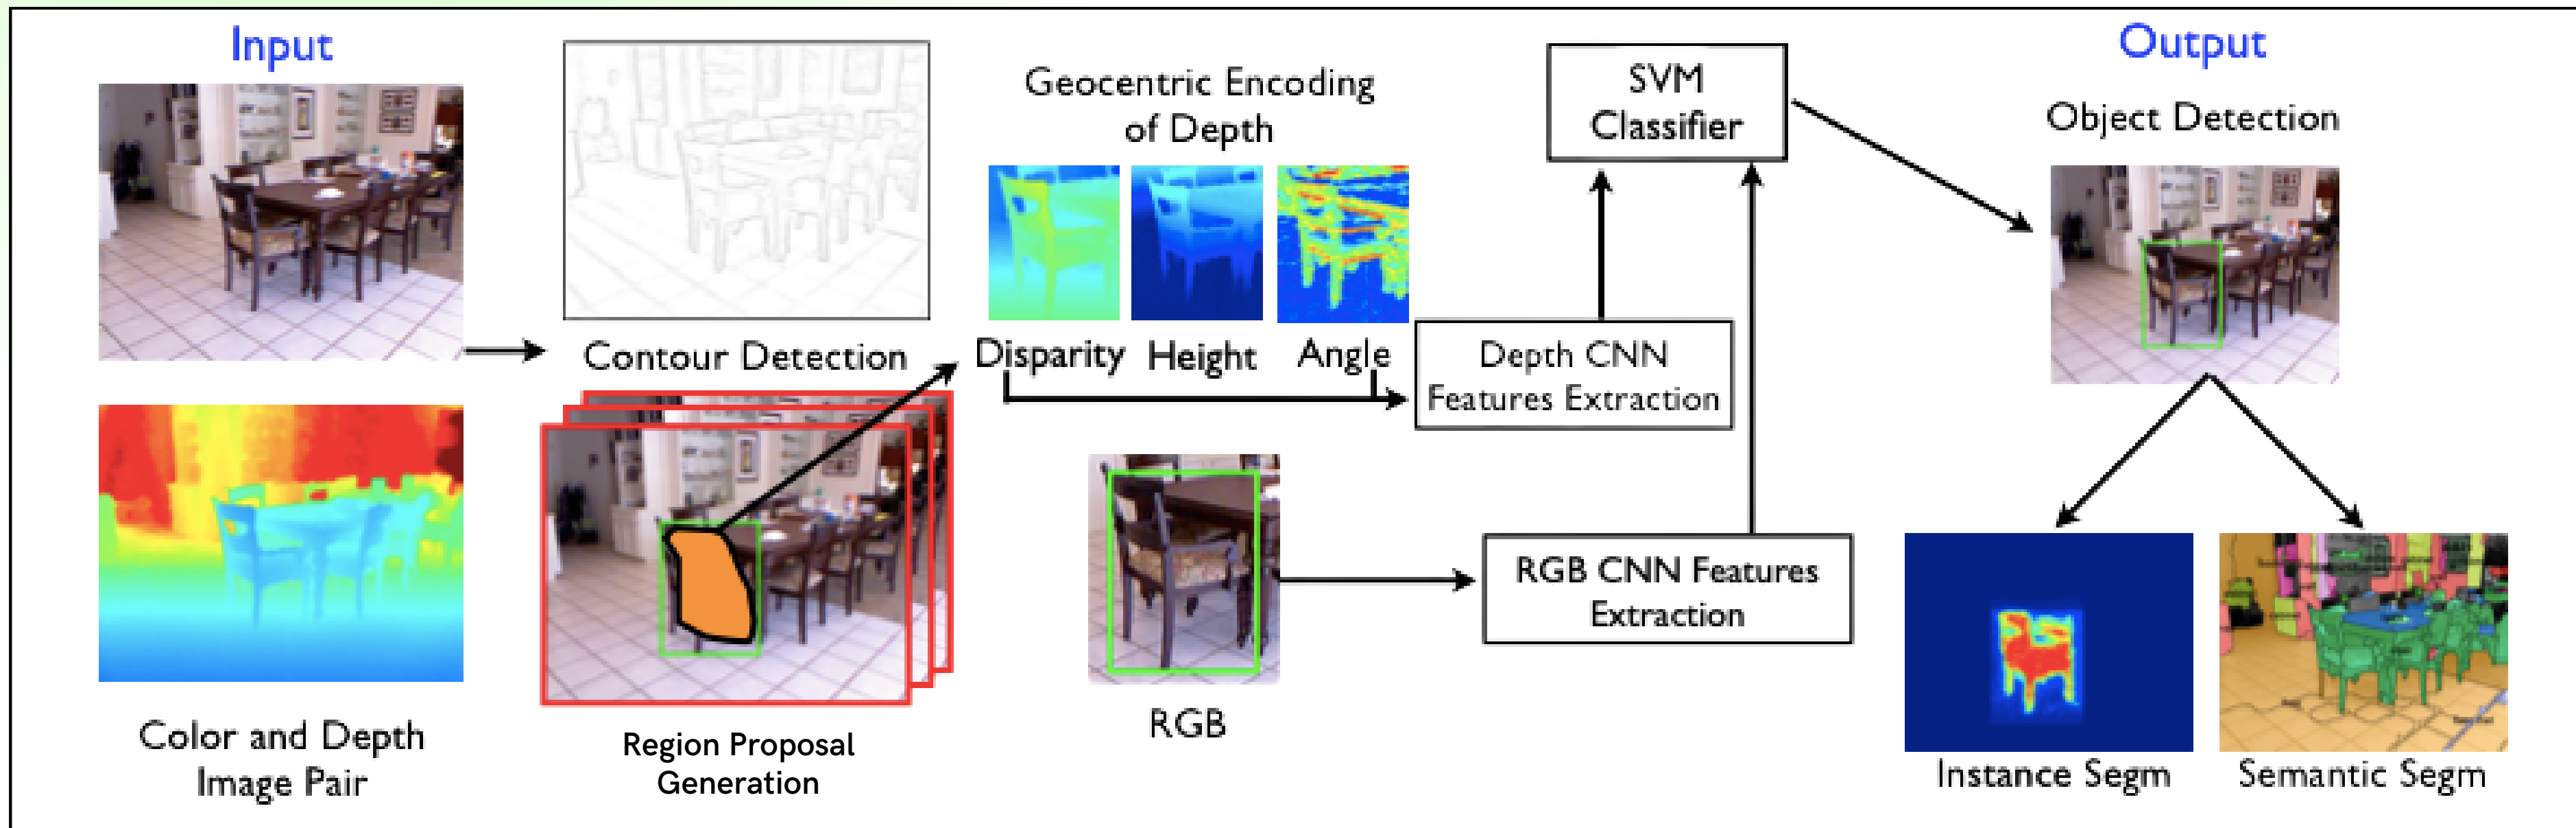 Input
Color and Depth
Image Pair
Contour Detection
Region Proposal
Generation
Geocentric Encoding
of Depth
Disparity
Height
Angle
RGB
Depth CNN
Features Extraction
RGB CNN Features
Extraction
SVM
Classifier
Output
Object Detection
Instance Segm
Semantic Segm